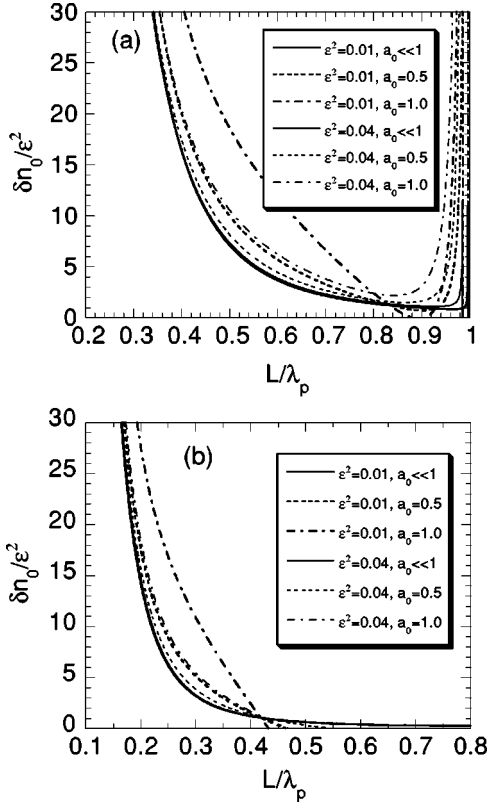 (a)
30
25
20
15
10
5
0
δn₀/ε²
ε²=0.01, a₀<<1
ε²=0.01, a₀=0.5
ε²=0.01, a₀=1.0
ε²=0.04, a₀<<1
ε²=0.04, a₀=0.5
ε²=0.04, a₀=1.0
0.2 0.3 0.4 0.5 0.6 0.7 0.8 0.9 1
L/λₚ
(b)
30
25
20
15
10
5
0
δn₀/ε²
ε²=0.01, a₀<<1
ε²=0.01, a₀=0.5
ε²=0.01, a₀=1.0
ε²=0.04, a₀<<1
ε²=0.04, a₀=0.5
ε²=0.04, a₀=1.0
0.1 0.2 0.3 0.4 0.5 0.6 0.7 0.8
L/λₚ